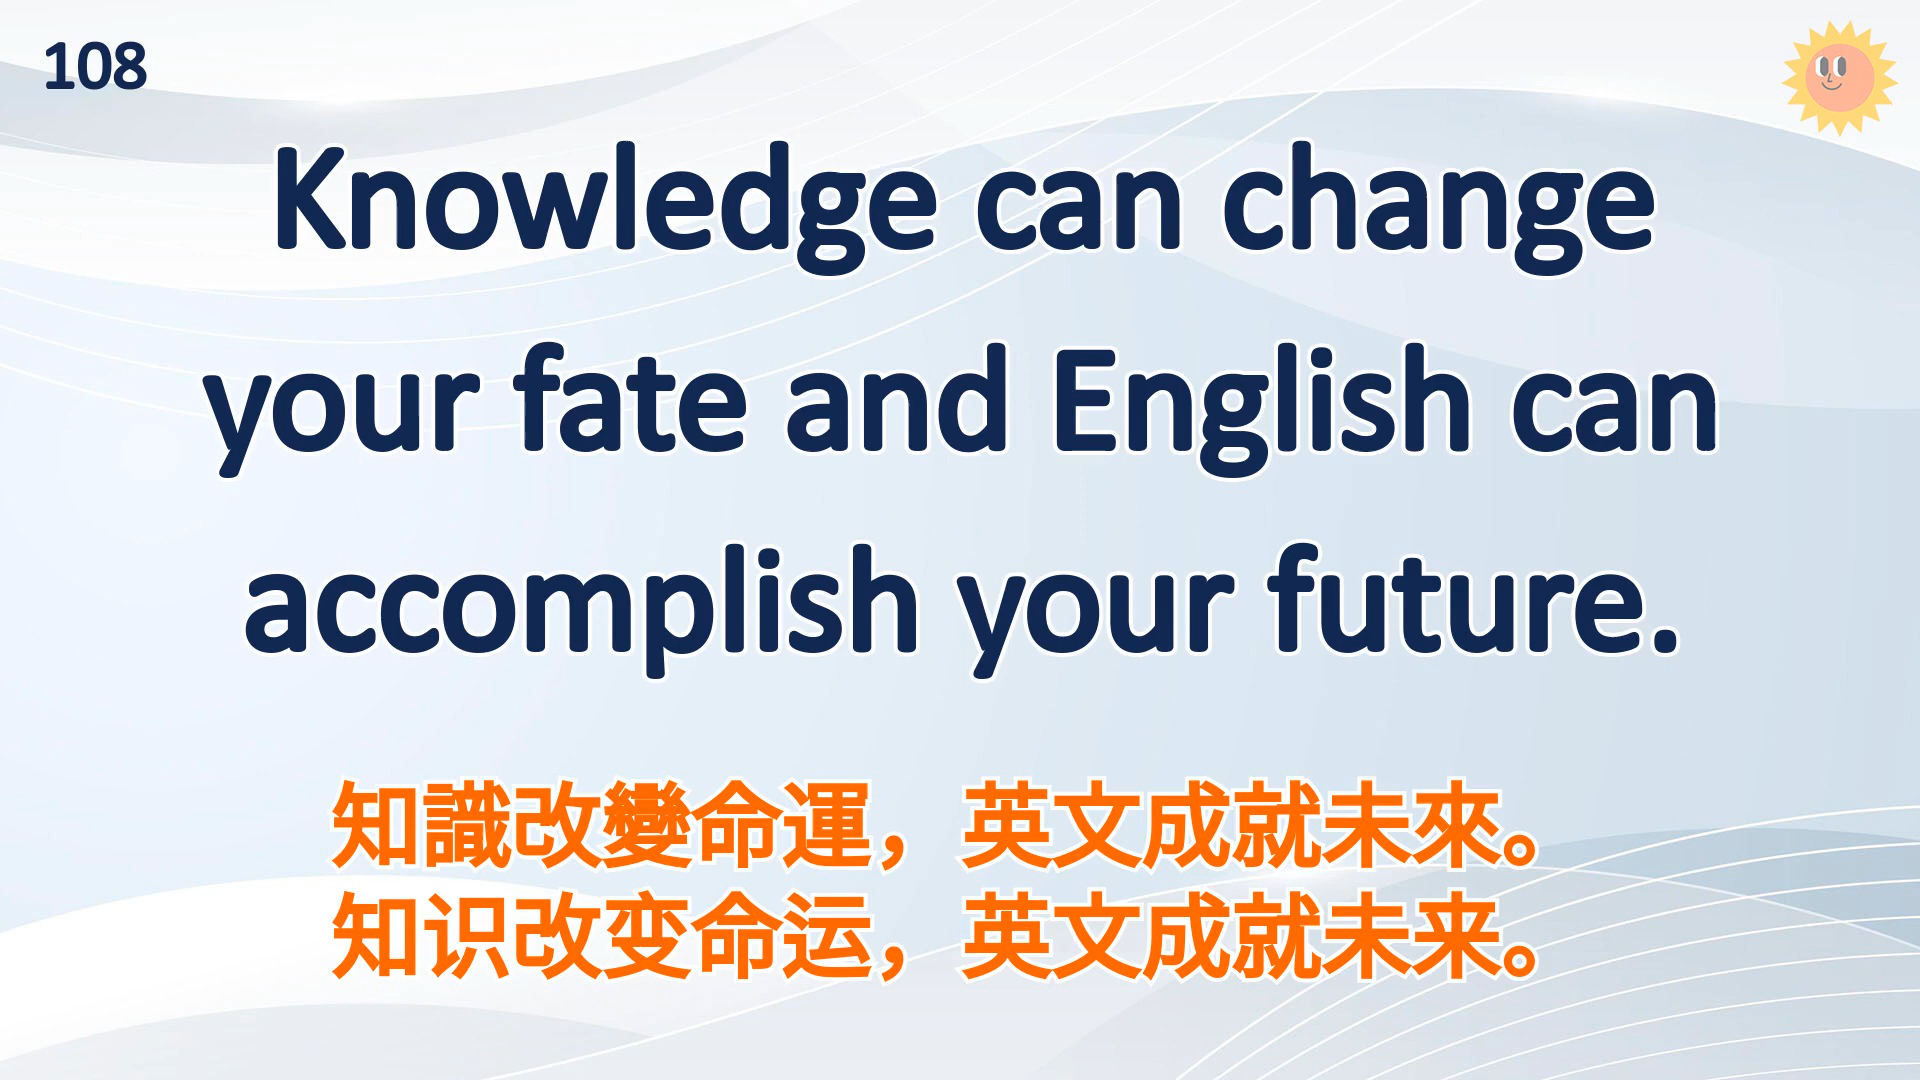 108
Knowledge can change
your fate and English can
accomplish your future.
知識改變命運，英文成就未來。
知识改变命运，英文成就未来。